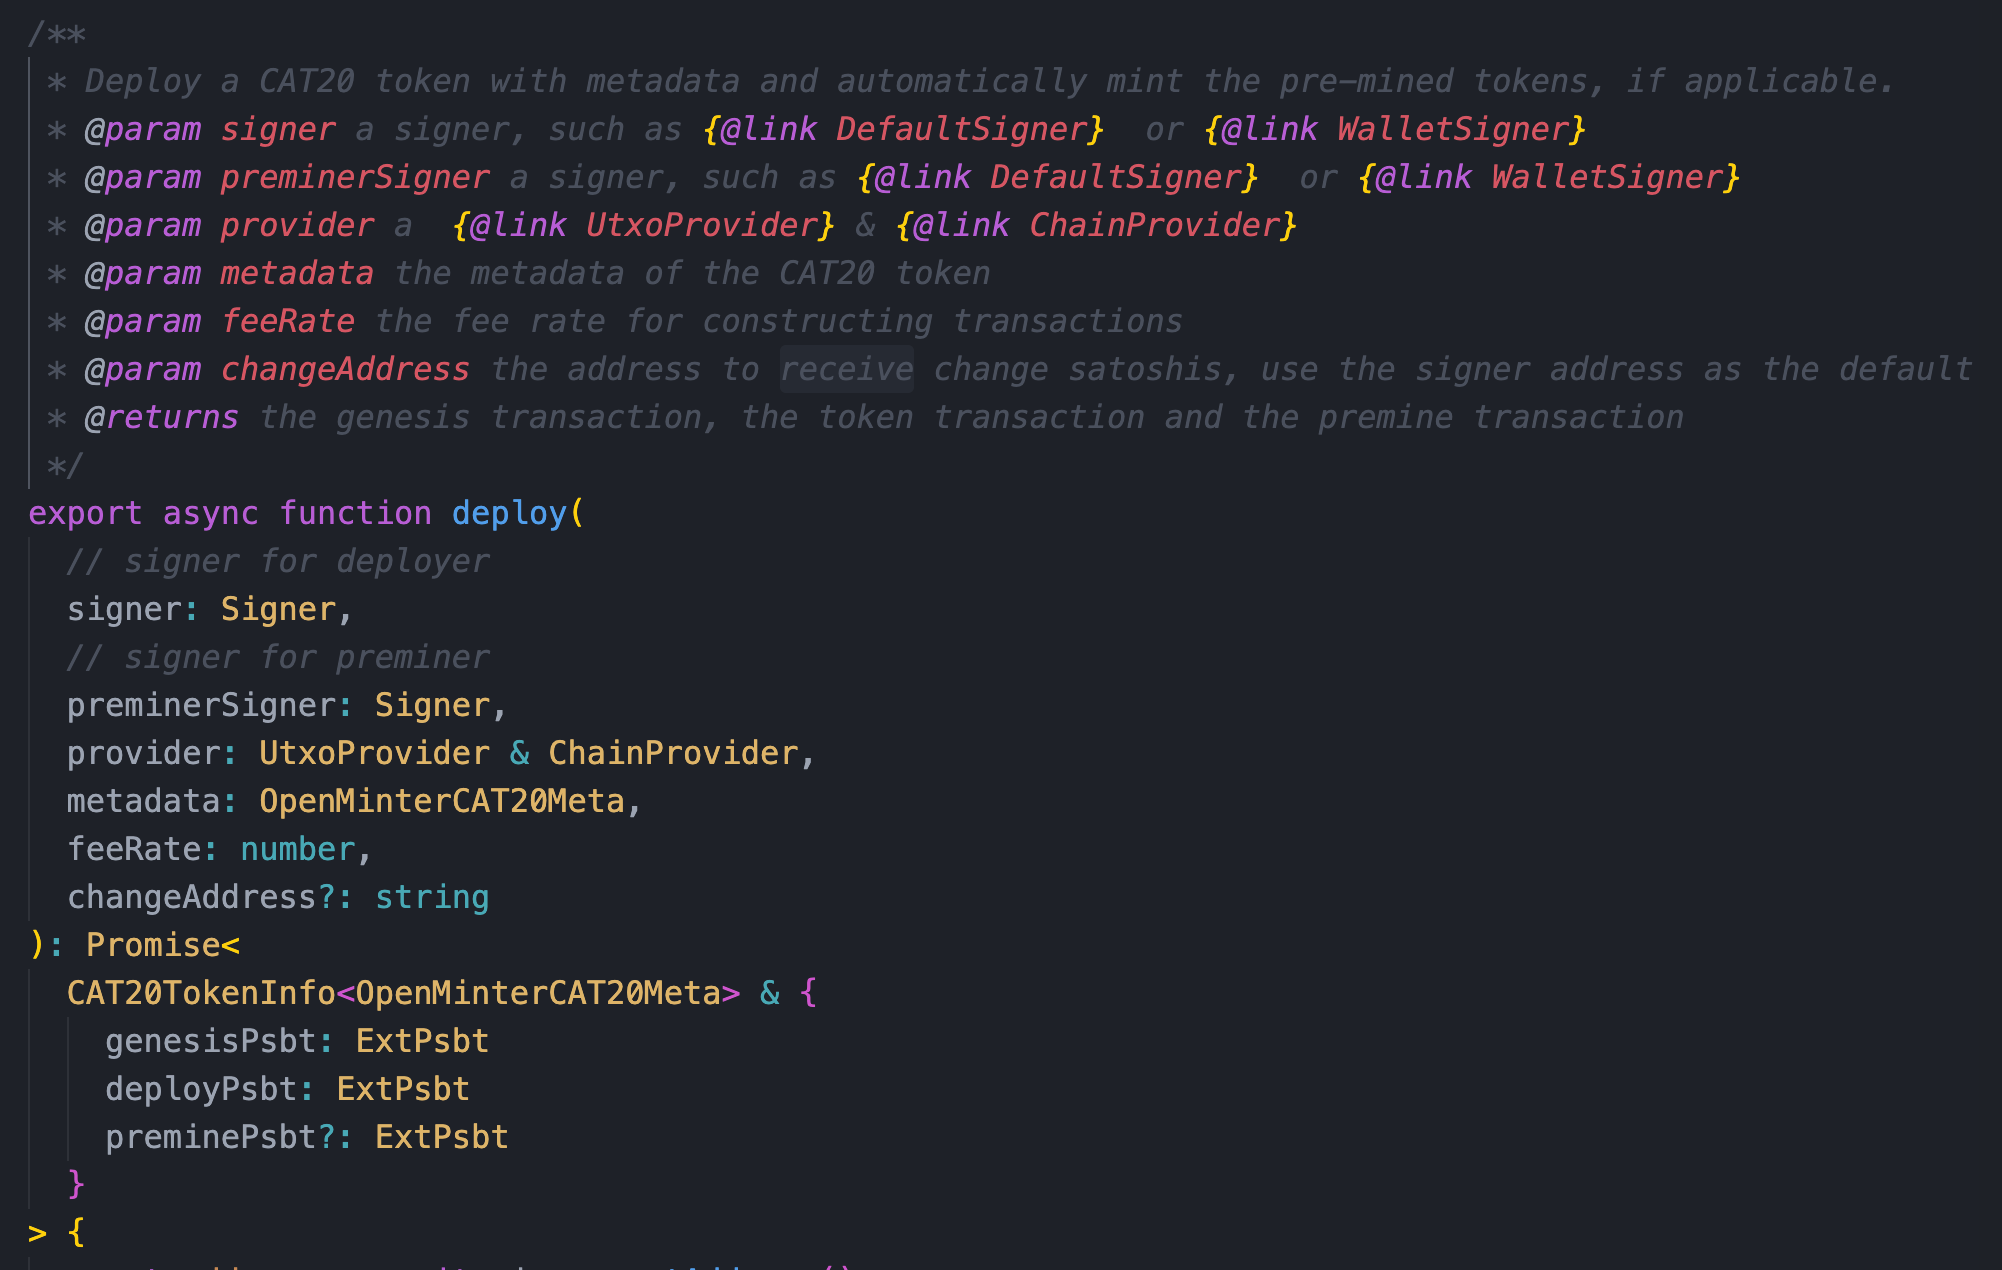 /**
 * Deploy a CAT20 token with metadata and automatically mint the pre-mined tokens, if applicable.
 * @param signer a signer, such as {@link DefaultSigner}  or {@link WalletSigner}
 * @param preminerSigner a signer, such as {@link DefaultSigner}  or {@link WalletSigner}
 * @param provider a  {@link UtxoProvider} & {@link ChainProvider}
 * @param metadata the metadata of the CAT20 token
 * @param feeRate the fee rate for constructing transactions
 * @param changeAddress the address to receive change satoshis, use the signer address as the default
 * @returns the genesis transaction, the token transaction and the premine transaction
 */
export async function deploy(
  // signer for deployer
  signer: Signer,
  // signer for preminer
  preminerSigner: Signer,
  provider: UtxoProvider & ChainProvider,
  metadata: OpenMinterCAT20Meta,
  feeRate: number,
  changeAddress?: string
): Promise<
  CAT20TokenInfo<OpenMinterCAT20Meta> & {
    genesisPsbt: ExtPsbt
    deployPsbt: ExtPsbt
    preminePsbt?: ExtPsbt
  }
> {